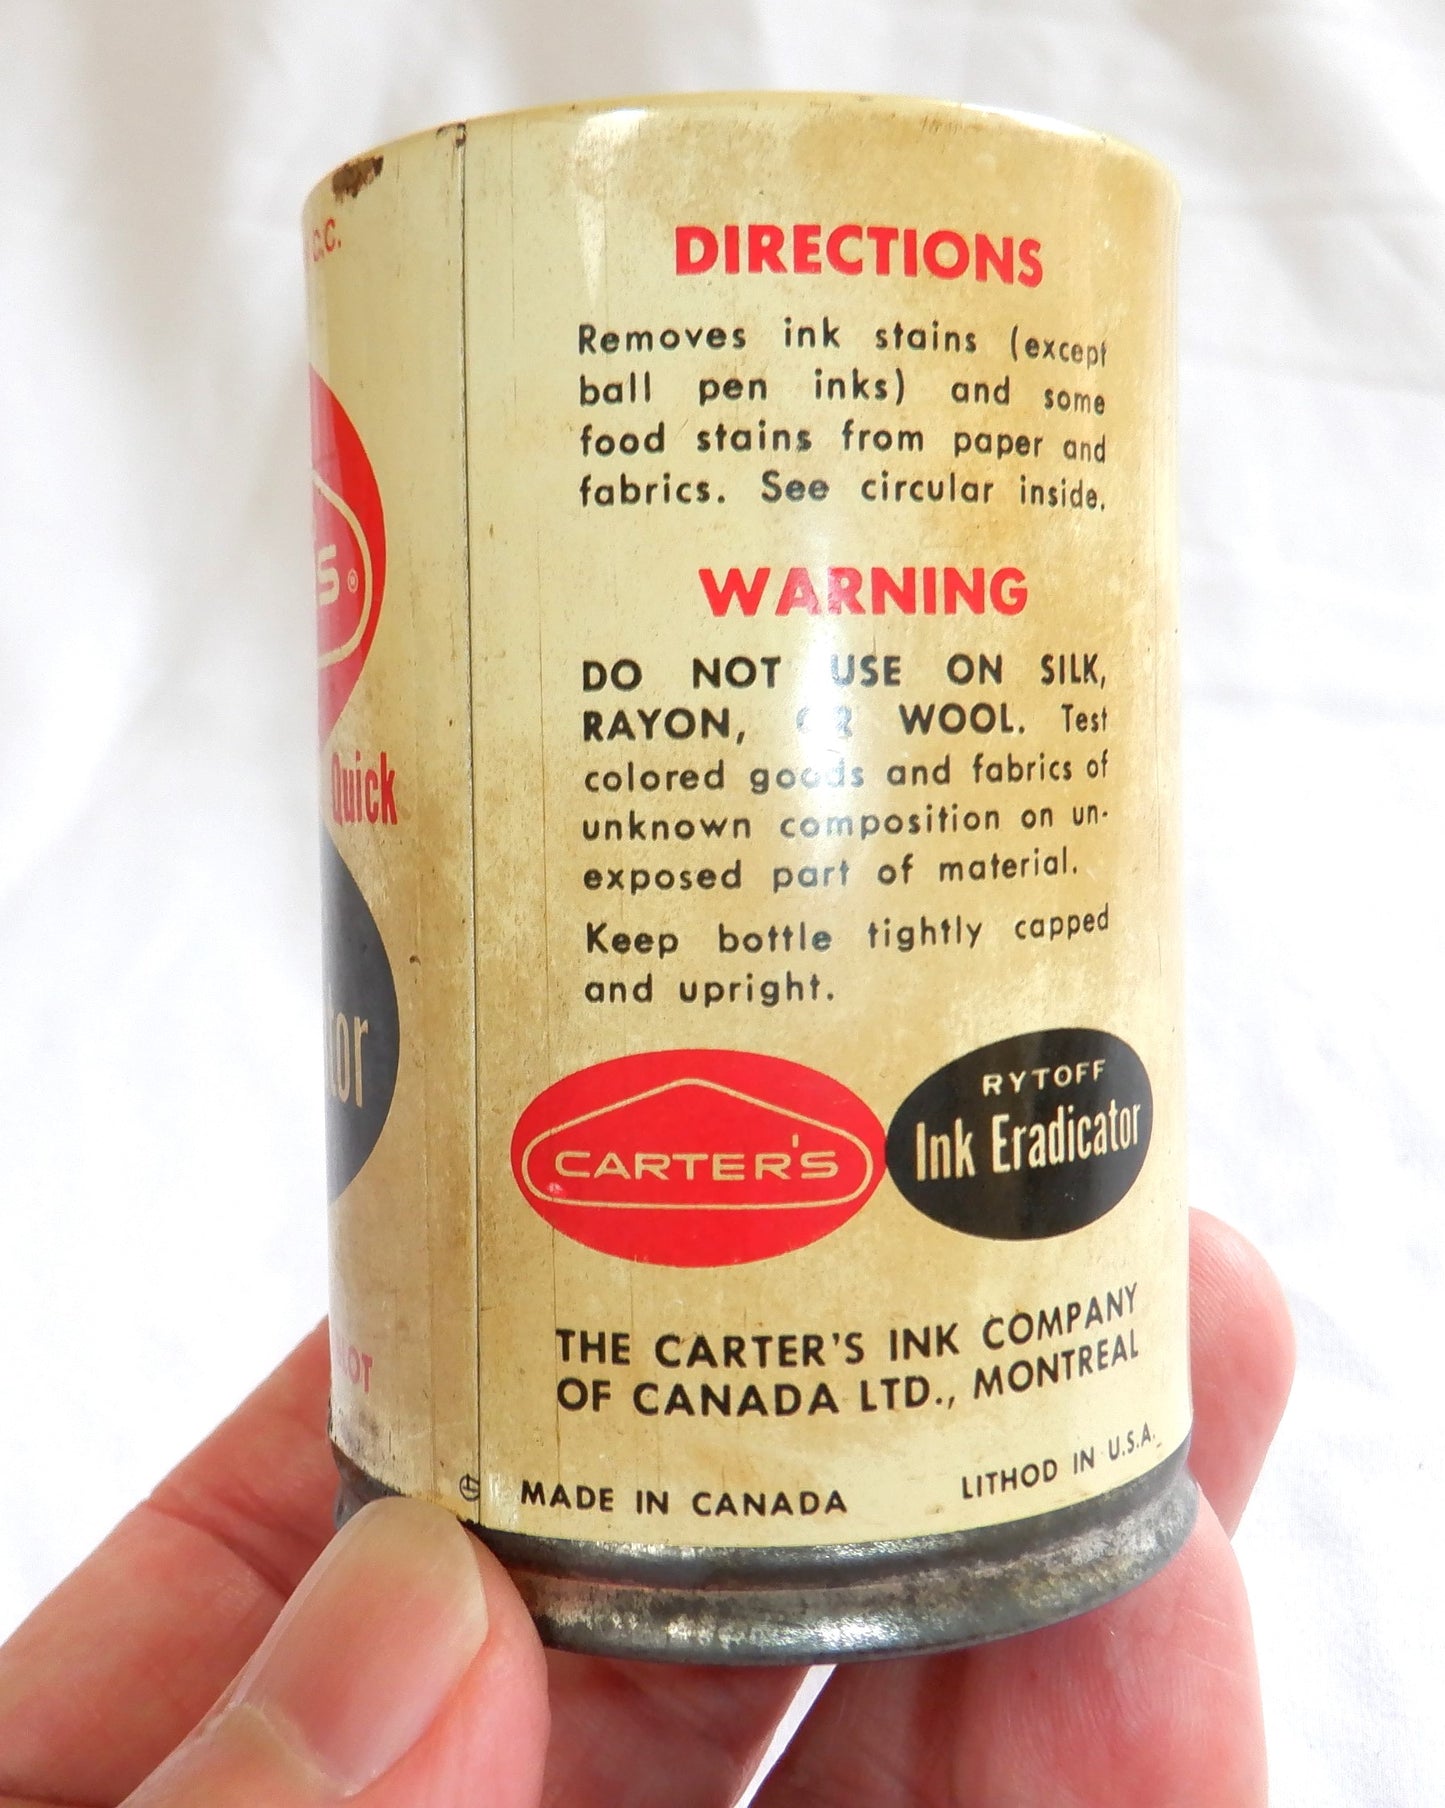 C.C.
S®
Quick
tor
OT
DIRECTIONS
Removes ink stains (except
ball pen inks) and some
food stains from paper and
fabrics. See circular inside.
WARNING
DO NOT USE ON SILK,
RAYON, OR WOOL. Test
colored goods and fabrics of
unknown composition on un-
exposed part of material.
Keep bottle tightly capped
and upright.
CARTER'S
RYTOFF
Ink Eradicator
THE CARTER'S INK COMPANY
OF CANADA LTD., MONTREAL
MADE IN CANADA
LITHOD IN U.S.A.